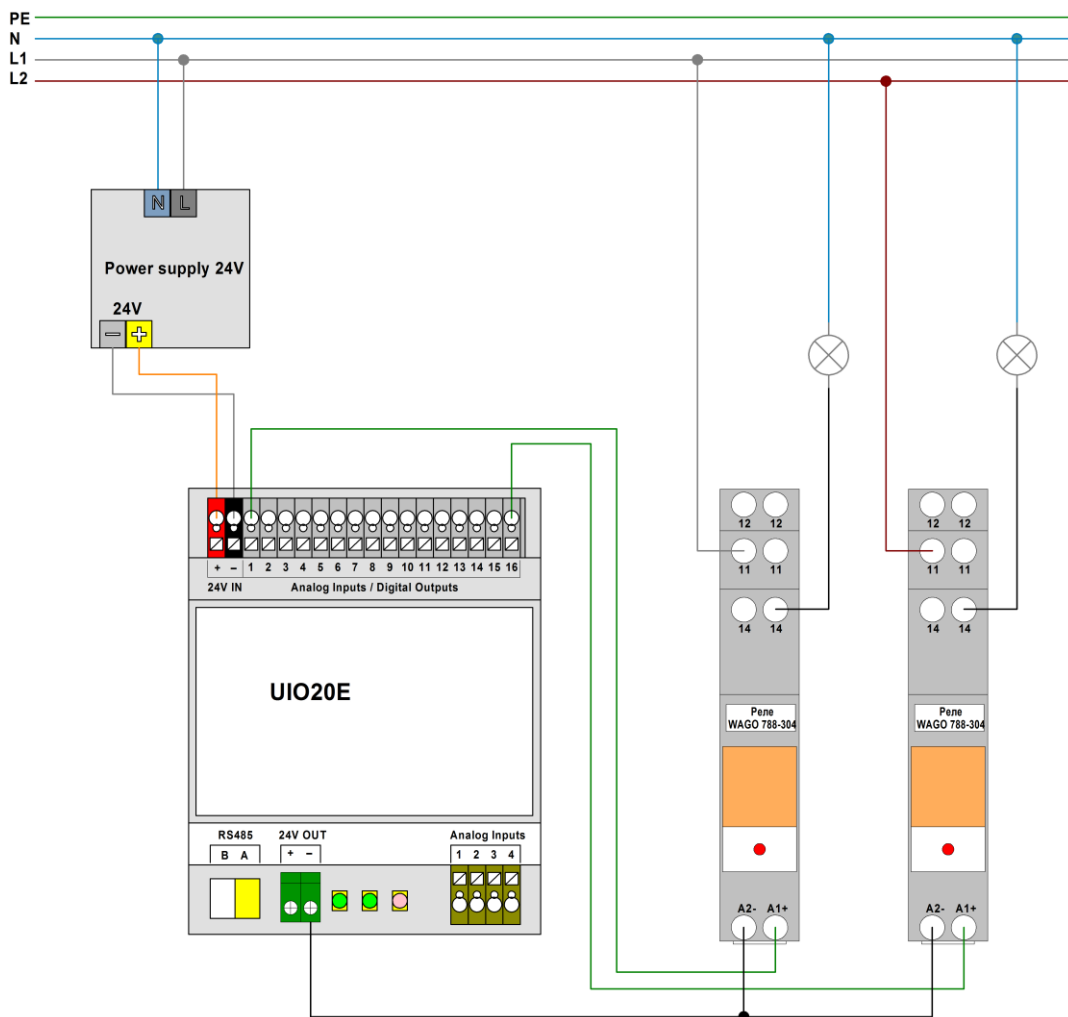 PE
N
L1
L2
N L
Power supply 24V
24V
− +
+ − 1 2 3 4 5 6 7 8 9 10 11 12 13 14 15 16
24V IN Analog Inputs / Digital Outputs
UIO20E
RS485 24V OUT Analog Inputs
B A + − 1 2 3 4
12 12
11 11
14 14
Реле
WAGO 788-304
A2- A1+
12 12
11 11
14 14
Реле
WAGO 788-304
A2- A1+